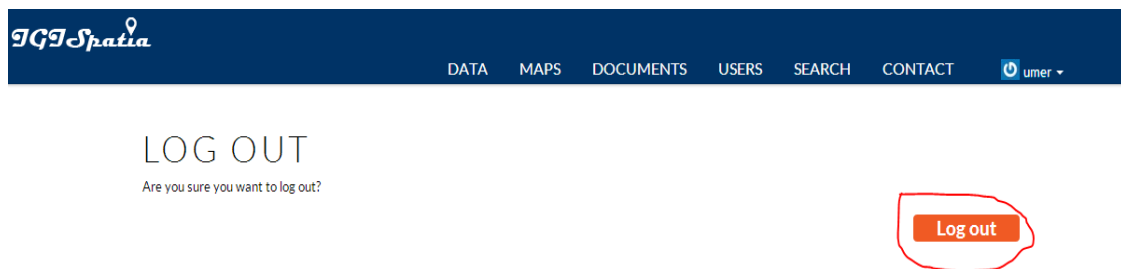 IGISpatia
DATA MAPS DOCUMENTS USERS SEARCH CONTACT umer
LOG OUT
Are you sure you want to log out?
Log out